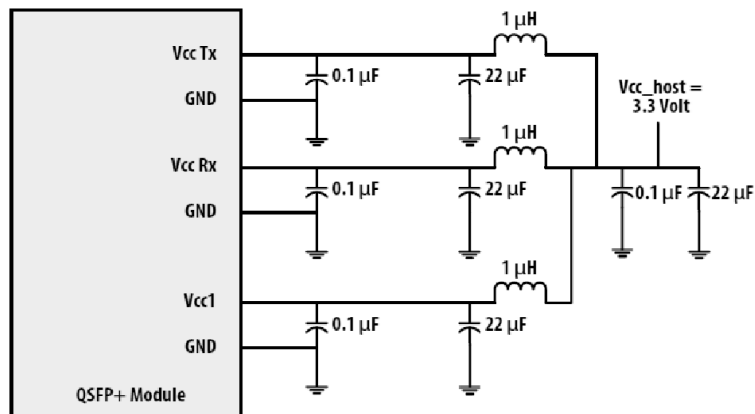 1 µH
Vcc Tx
0.1 µF
22 µF
GND
Vcc_host =
3.3 Volt
1 µH
Vcc Rx
0.1 µF
22 µF
0.1 µF
22 µF
GND
1 µH
Vcc1
0.1 µF
22 µF
GND
QSFP+ Module